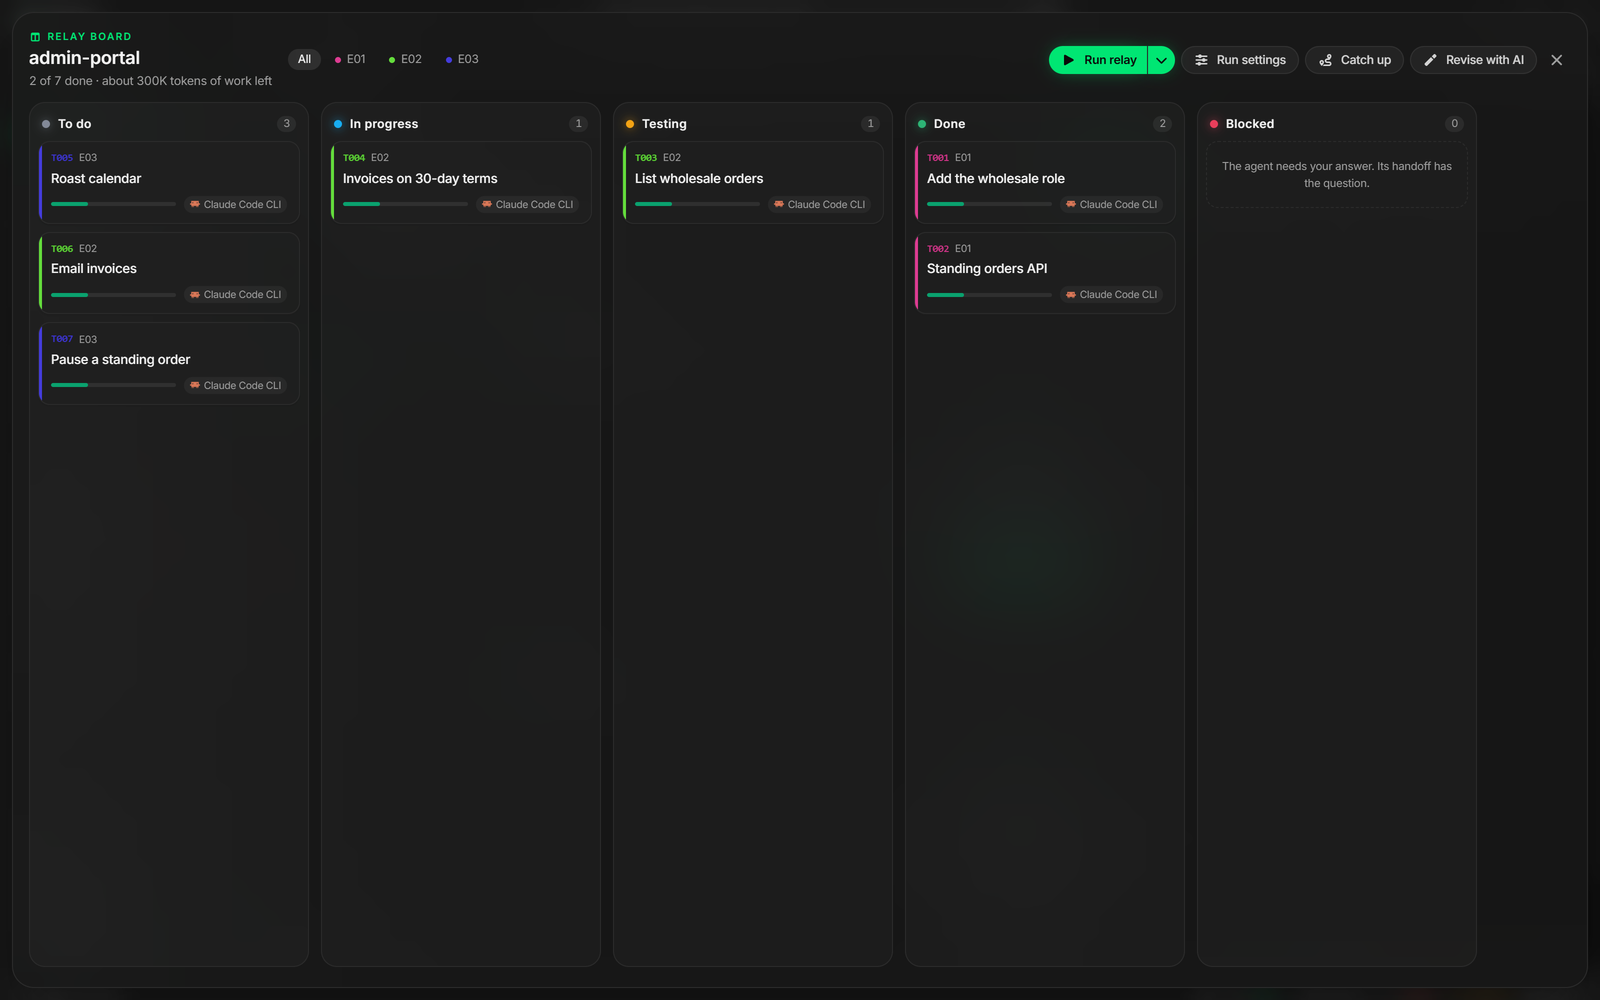 RELAY BOARD
admin-portal
2 of 7 done · about 300K tokens of work left
All
E01
E02
E03
Run relay
Run settings
Catch up
Revise with AI
To do
3
T005 E03
Roast calendar
Claude Code CLI
T006 E02
Email invoices
Claude Code CLI
T007 E03
Pause a standing order
Claude Code CLI
In progress
1
T004 E02
Invoices on 30-day terms
Claude Code CLI
Testing
1
T003 E02
List wholesale orders
Claude Code CLI
Done
2
T001 E01
Add the wholesale role
Claude Code CLI
T002 E01
Standing orders API
Claude Code CLI
Blocked
0
The agent needs your answer. Its handoff has
the question.